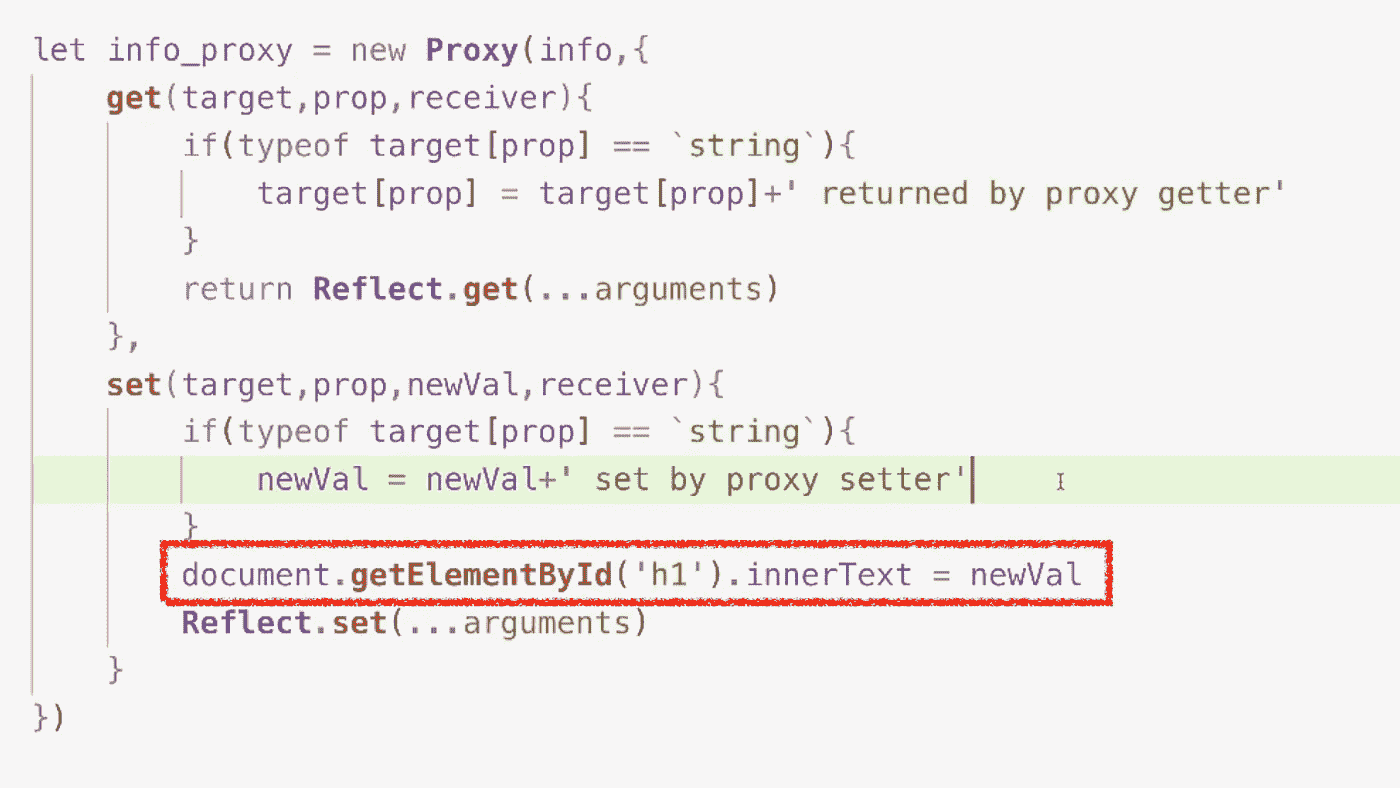 let info_proxy = new Proxy(info,{
get(target,prop,receiver){
if(typeof target[prop] == `string`){
target[prop] = target[prop]+' returned by proxy getter'
}
return Reflect.get(...arguments)
},
set(target,prop,newVal,receiver){
if(typeof target[prop] == `string`){
newVal = newVal+' set by proxy setter'
}
document.getElementById('h1').innerText = newVal
Reflect.set(...arguments)
}
})